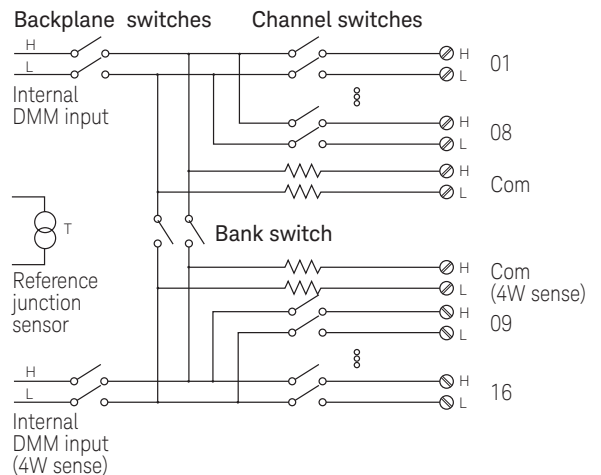 Backplane switches
Channel switches
H
L
Internal
DMM input
H
L
01
H
L
08
H
L
Com
T
Reference
junction
sensor
Bank switch
H
L
Com
(4W sense)
H
L
09
H
L
Internal
DMM input
(4W sense)
H
L
16